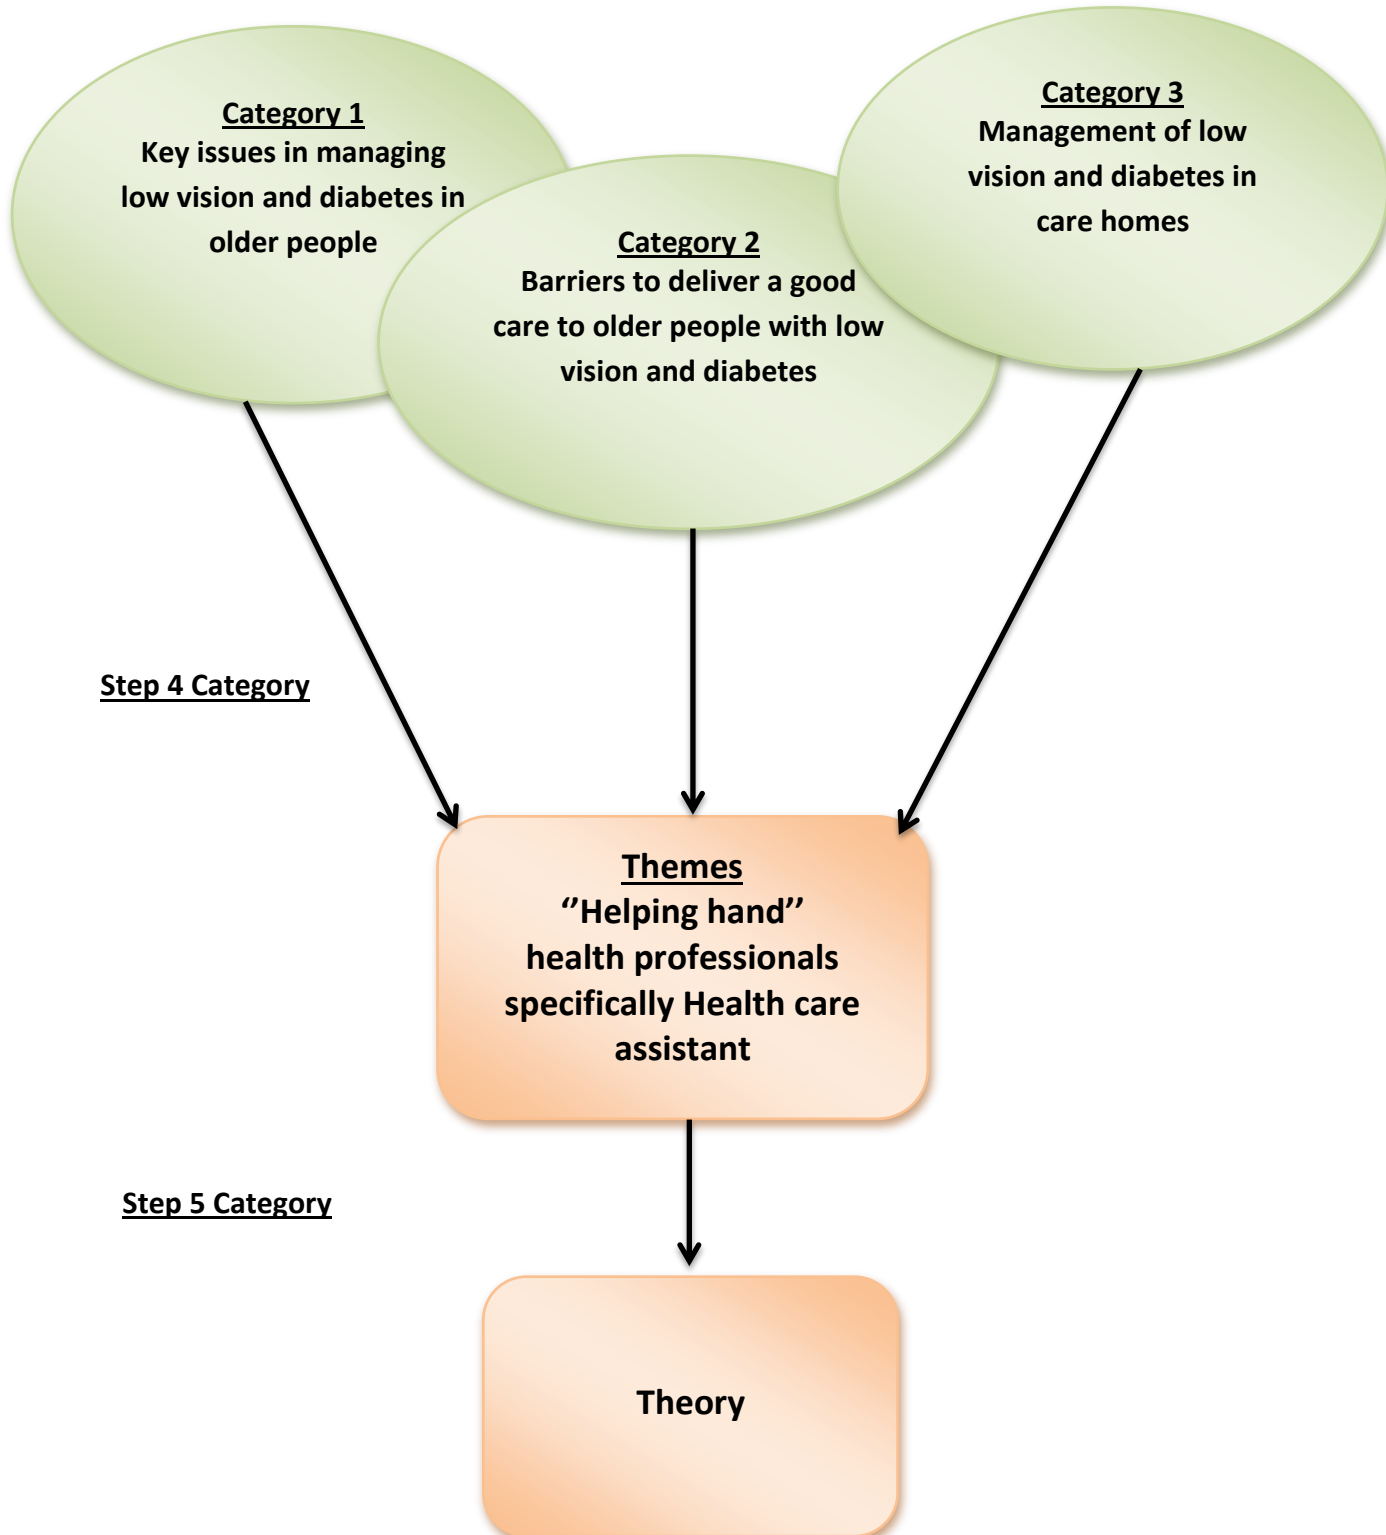 Category 1
Key issues in managing
low vision and diabetes in
older people
Category 2
Barriers to deliver a good
care to older people with low
vision and diabetes
Category 3
Management of low
vision and diabetes in
care homes
Step 4 Category
Themes
‘’Helping hand’’
health professionals
specifically Health care
assistant
Step 5 Category
Theory